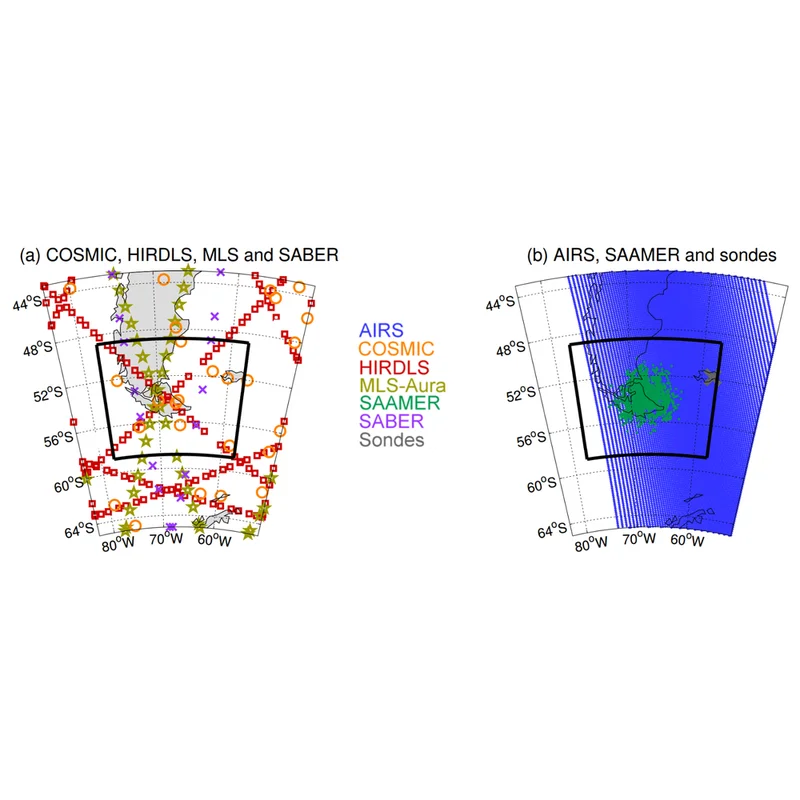 (a) COSMIC, HIRDLS, MLS and SABER
44°S
48°S
52°S
56°S
60°S
64°S
80°W
70°W
60°W
AIRS
COSMIC
HIRDLS
MLS-Aura
SAAMER
SABER
Sondes
(b) AIRS, SAAMER and sondes
44°S
48°S
52°S
56°S
60°S
64°S
80°W
70°W
60°W